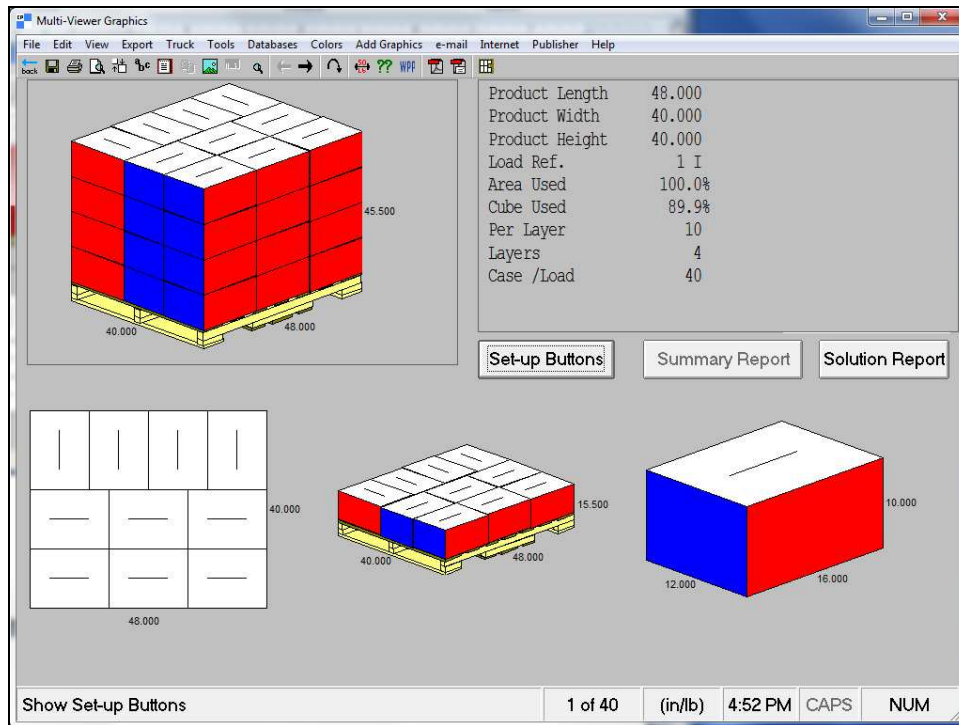 Multi-Viewer Graphics
File Edit View Export Truck Tools Databases Colors Add Graphics e-mail Internet Publisher Help
back abc ?? WPF
45.500
40.000 48.000
Product Length 48.000
Product Width 40.000
Product Height 40.000
Load Ref. 1 I
Area Used 100.0%
Cube Used 89.9%
Per Layer 10
Layers 4
Case /Load 40
Set-up Buttons Summary Report Solution Report
40.000
48.000
15.500
40.000 48.000
10.000
12.000 16.000
Show Set-up Buttons 1 of 40 (in/lb) 4:52 PM CAPS NUM